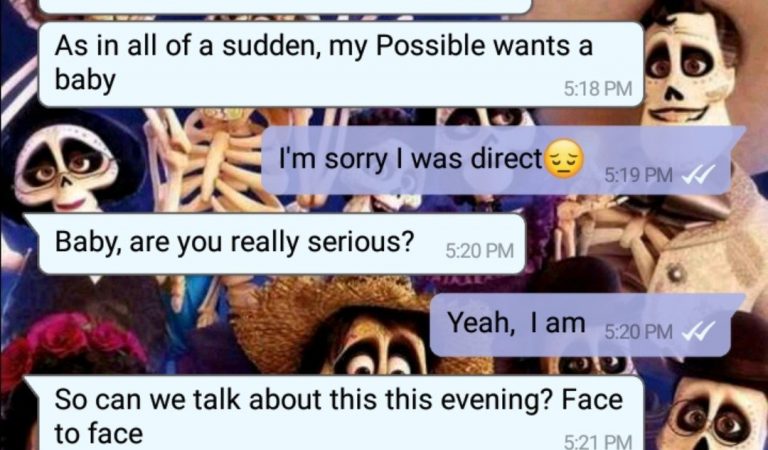 As in all of a sudden, my Possible wants a
baby
5:18 PM
I'm sorry I was direct😔 5:19 PM
Baby, are you really serious? 5:20 PM
Yeah, I am 5:20 PM
So can we talk about this this evening? Face
to face
5:21 PM